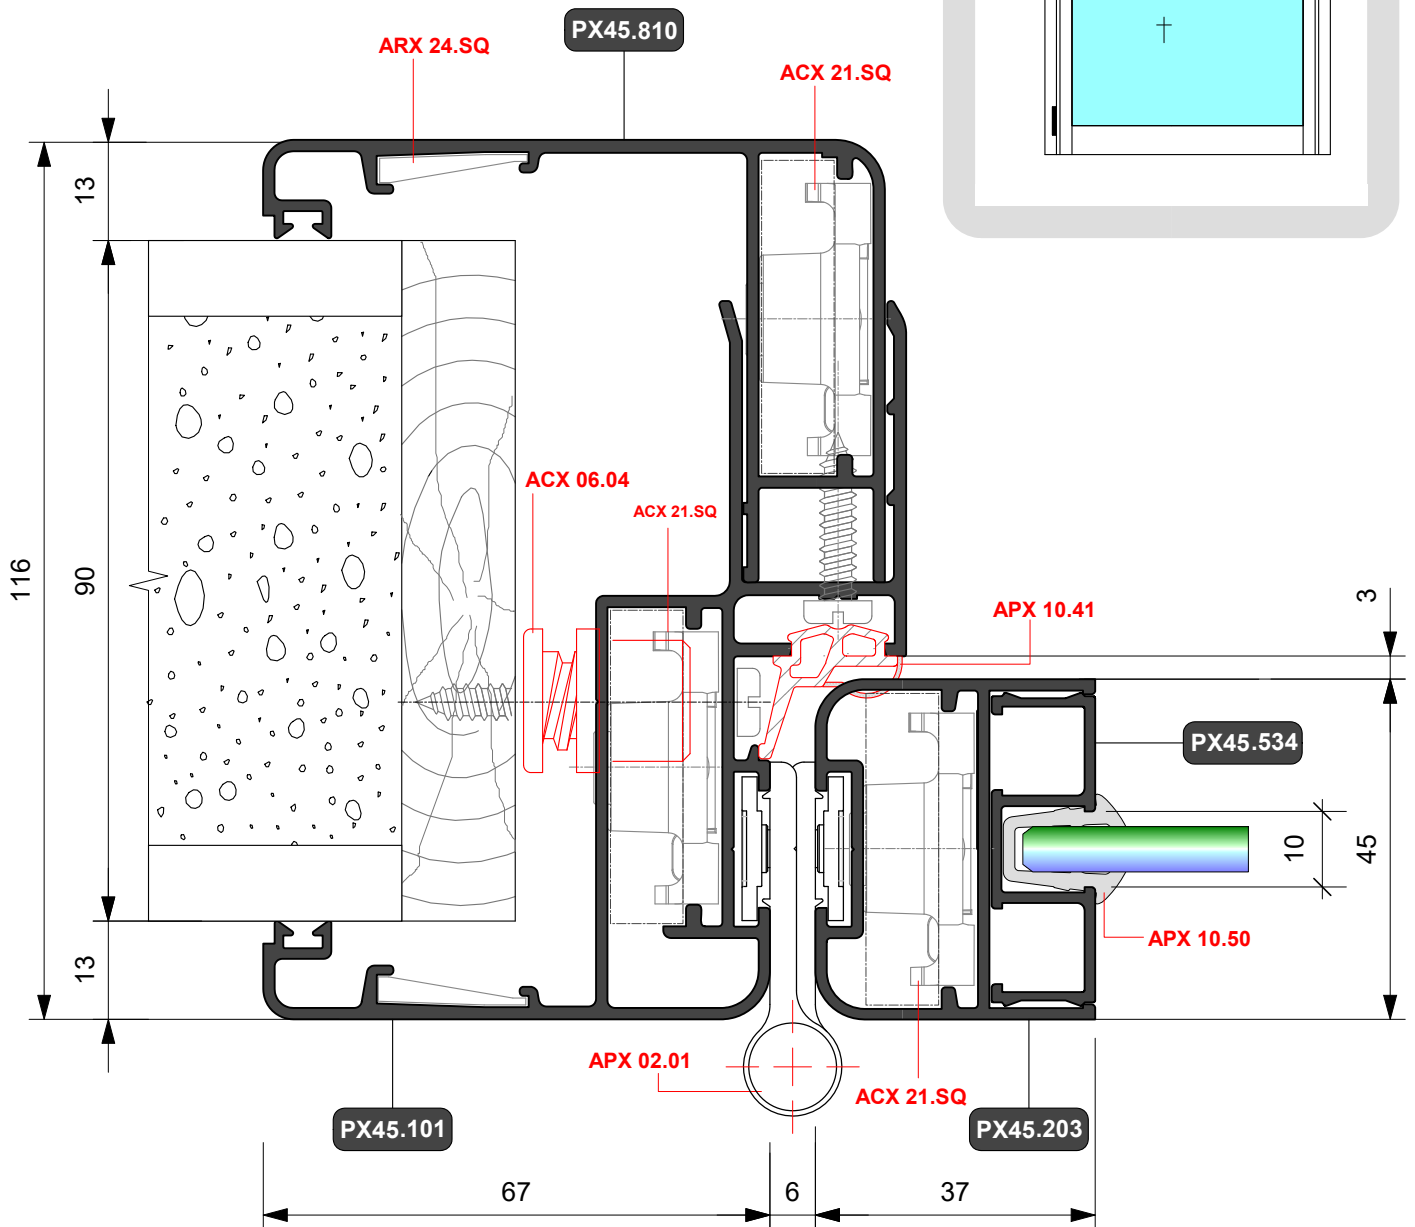 PX45.810
ARX 24.SQ
ACX 21.SQ
13
116
90
ACX 06.04
ACX 21.SQ
APX 10.41
3
PX45.534
10
45
APX 10.50
13
APX 02.01
ACX 21.SQ
PX45.101
PX45.203
67
6
37